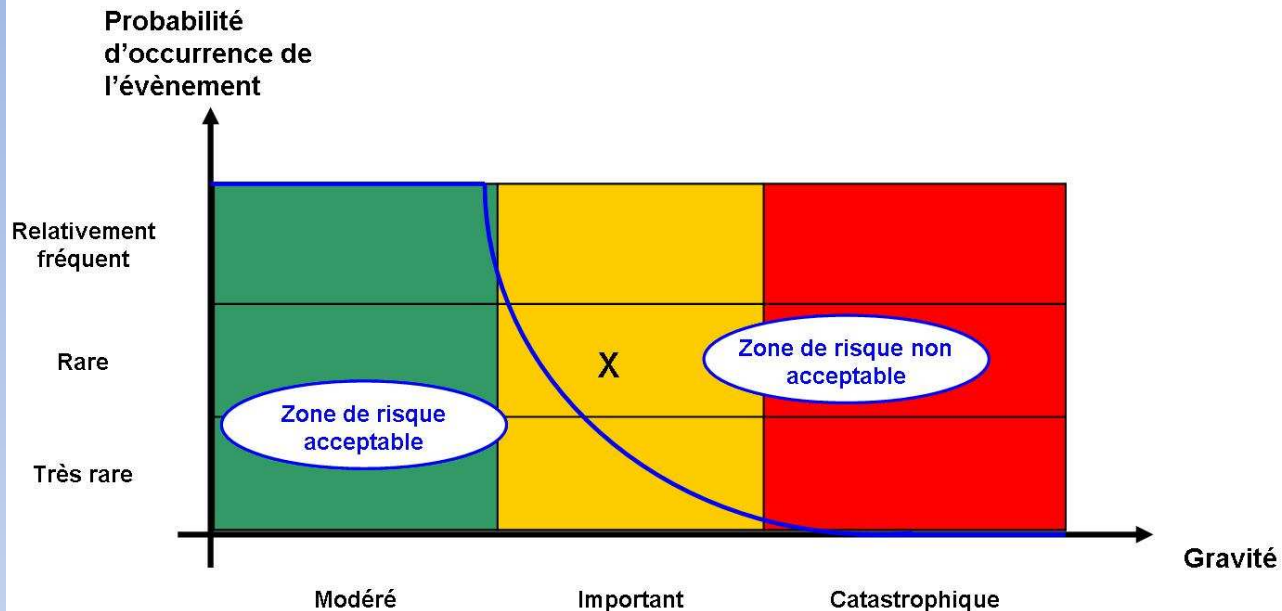 Probabilité
d'occurrence de
l'évènement
Relativement
fréquent
Rare
X
Zone de risque non
acceptable
Zone de risque
acceptable
Très rare
Gravité
Modéré
Important
Catastrophique